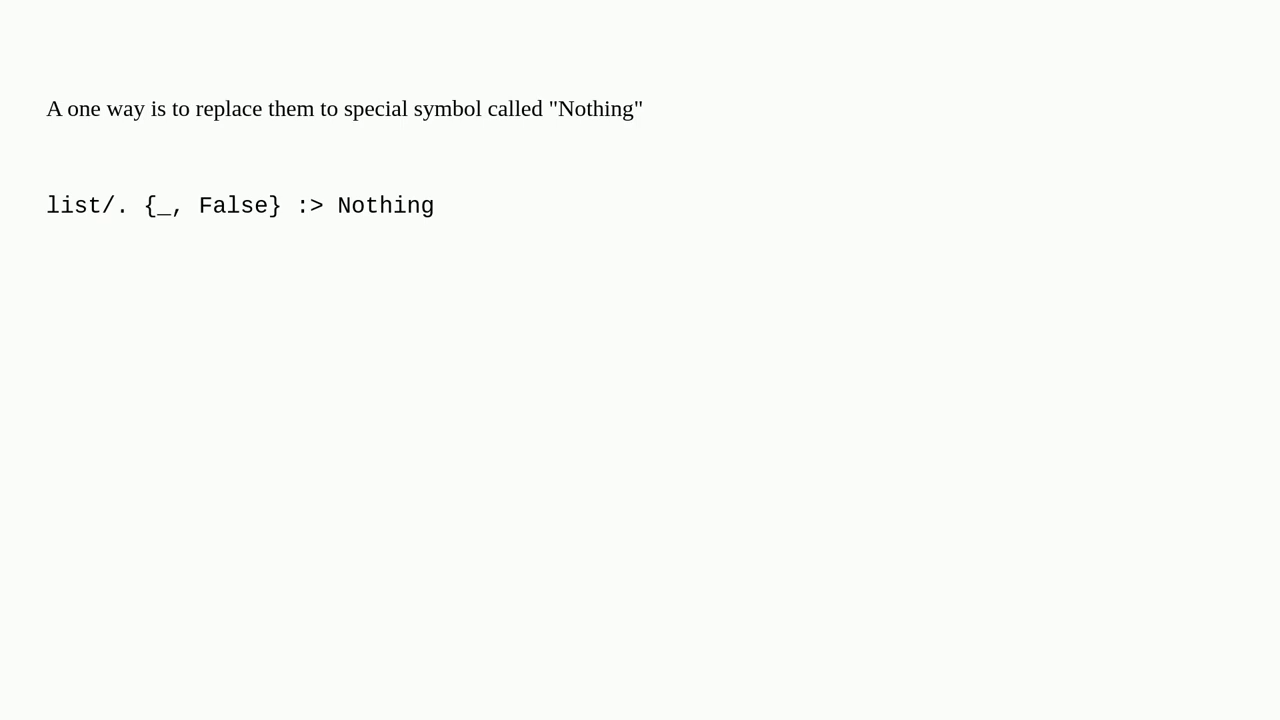 A one way is to replace them to special symbol called "Nothing"
list/. {_, False} :> Nothing